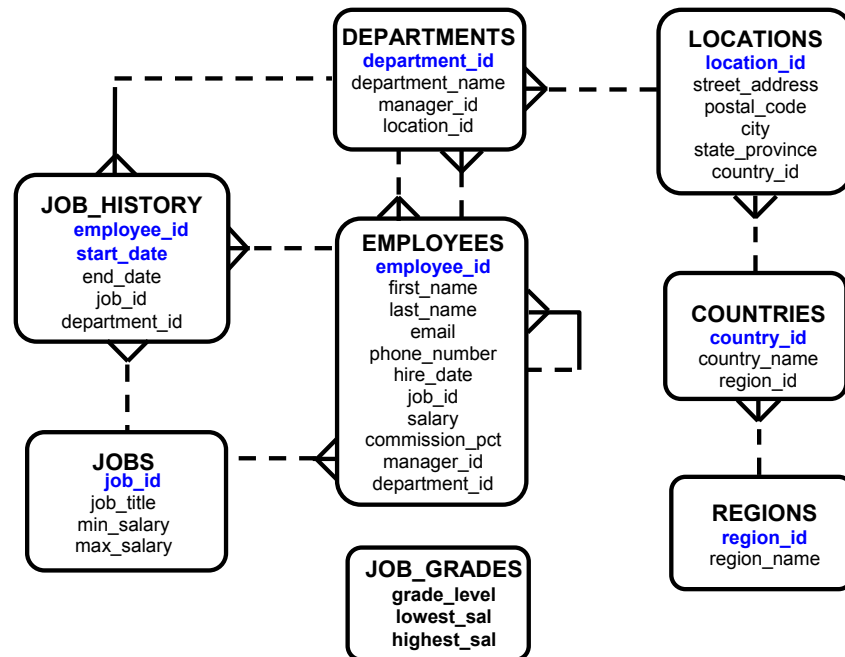 DEPARTMENTS
department_id
department_name
manager_id
location_id
LOCATIONS
location_id
street_address
postal_code
city
state_province
country_id
JOB_HISTORY
employee_id
start_date
end_date
job_id
department_id
EMPLOYEES
employee_id
first_name
last_name
email
phone_number
hire_date
job_id
salary
commission_pct
manager_id
department_id
COUNTRIES
country_id
country_name
region_id
JOBS
job_id
job_title
min_salary
max_salary
REGIONS
region_id
region_name
JOB_GRADES
grade_level
lowest_sal
highest_sal